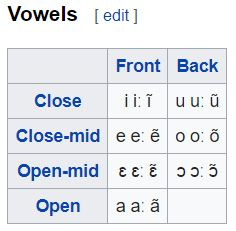 Vowels [ edit ]
Front Back
Close i iː ĩ u uː ũ
Close-mid e eː ẽ o oː õ
Open-mid ɛ ɛː ɛ̃ ɔ ɔː ɔ̃
Open a aː ã